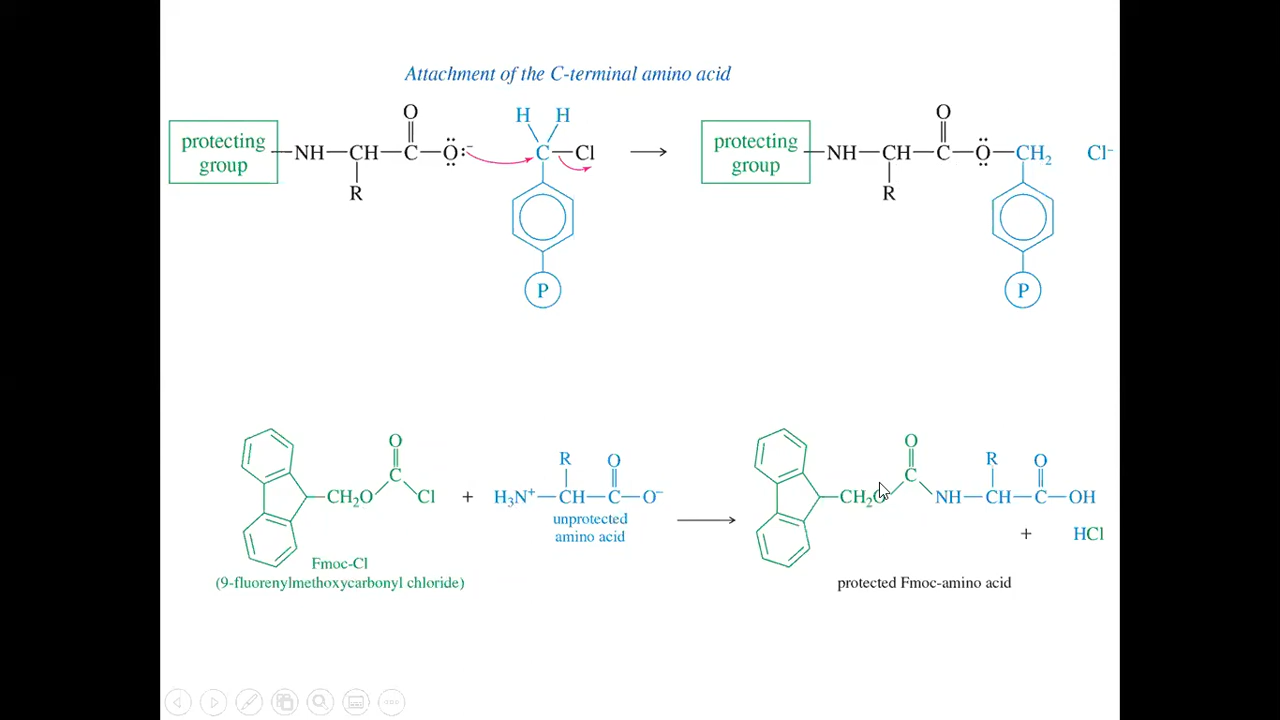 Attachment of the C-terminal amino acid
O H H O
protecting group NH—CH—C—O:⁻ C—Cl → protecting group NH—CH—C—O—CH₂ Cl⁻
R R
P P
O R O O R O
C C
CH₂O Cl + H₃N⁺—CH—C—O⁻ → CH₂O NH—CH—C—OH
unprotected
amino acid
+ HCl
Fmoc-Cl
(9-fluorenylmethoxycarbonyl chloride)
protected Fmoc-amino acid